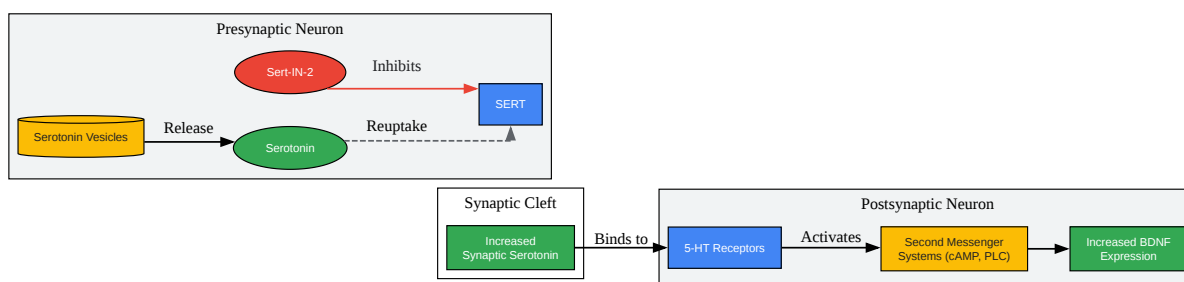 Presynaptic Neuron
Sert-IN-2
Inhibits
SERT
Serotonin Vesicles
Release
Serotonin
Reuptake
Synaptic Cleft
Increased
Synaptic Serotonin
Binds to
Postsynaptic Neuron
5-HT Receptors
Activates
Second Messenger
Systems (cAMP, PLC)
Increased BDNF
Expression